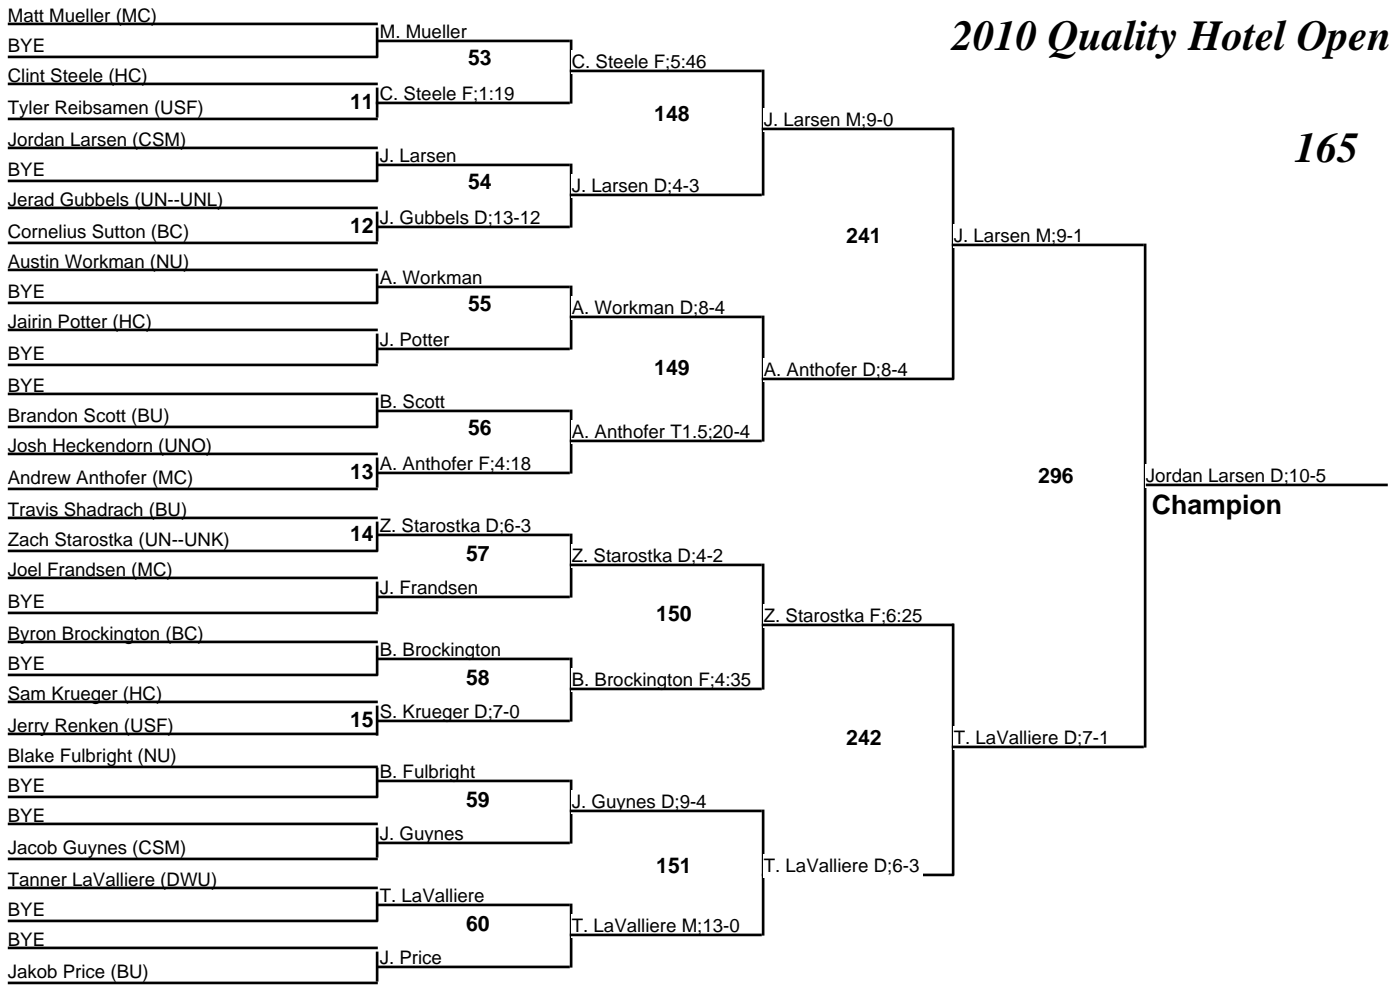 2010 Quality Hotel Open
165
Matt Mueller (MC)
BYE
Clint Steele (HC)
Tyler Reibsamen (USF)
Jordan Larsen (CSM)
BYE
Jerad Gubbels (UN--UNL)
Cornelius Sutton (BC)
Austin Workman (NU)
BYE
Jairin Potter (HC)
BYE
BYE
Brandon Scott (BU)
Josh Heckendorn (UNO)
Andrew Anthofer (MC)
Travis Shadrach (BU)
Zach Starostka (UN--UNK)
Joel Frandsen (MC)
BYE
Byron Brockington (BC)
BYE
Sam Krueger (HC)
Jerry Renken (USF)
Blake Fulbright (NU)
BYE
BYE
Jacob Guynes (CSM)
Tanner LaValliere (DWU)
BYE
BYE
Jakob Price (BU)
11
12
13
14
15
M. Mueller
53
C. Steele F;1:19
J. Larsen
54
J. Gubbels D;13-12
A. Workman
55
J. Potter
B. Scott
56
A. Anthofer F;4:18
Z. Starostka D;6-3
57
J. Frandsen
B. Brockington
58
S. Krueger D;7-0
B. Fulbright
59
J. Guynes
T. LaValliere
60
J. Price
C. Steele F;5:46
148
J. Larsen D;4-3
A. Workman D;8-4
149
A. Anthofer T1.5;20-4
Z. Starostka D;4-2
150
B. Brockington F;4:35
J. Guynes D;9-4
151
T. LaValliere M;13-0
J. Larsen M;9-0
241
A. Anthofer D;8-4
Z. Starostka F;6:25
242
T. LaValliere D;6-3
J. Larsen M;9-1
296
T. LaValliere D;7-1
Jordan Larsen D;10-5
Champion